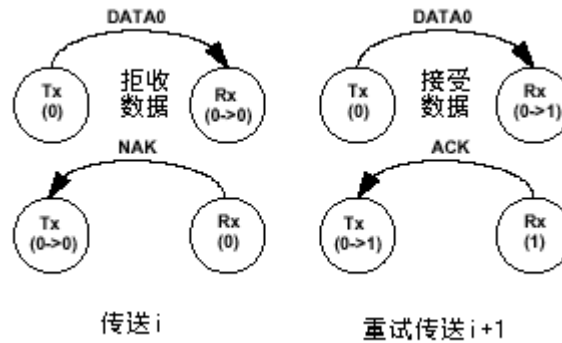 DATA0 DATA0
Tx 拒收 Rx Tx 接受 Rx
(0) 数据 (0->0) (0) 数据 (0->1)
NAK ACK
Tx Rx Tx Rx
(0->0) (0) (0->1) (1)
传送i 重试传送i+1